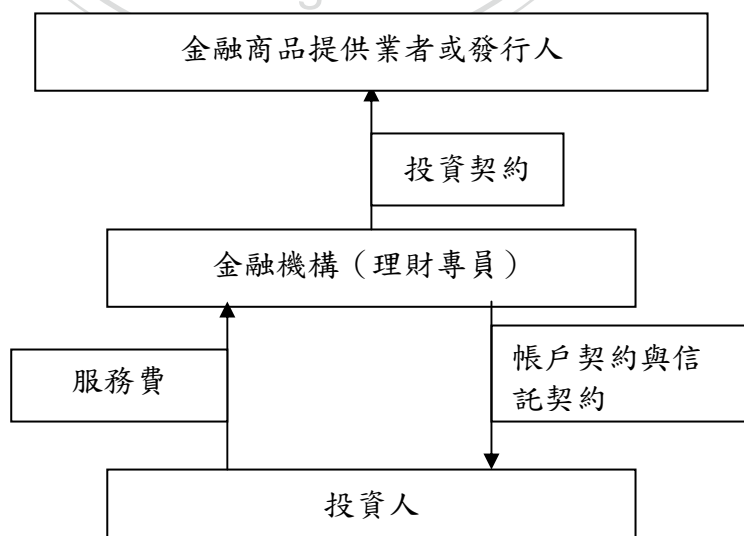 金融商品提供業者或發行人
投資契約
金融機構（理財專員）
服務費
帳戶契約與信
託契約
投資人